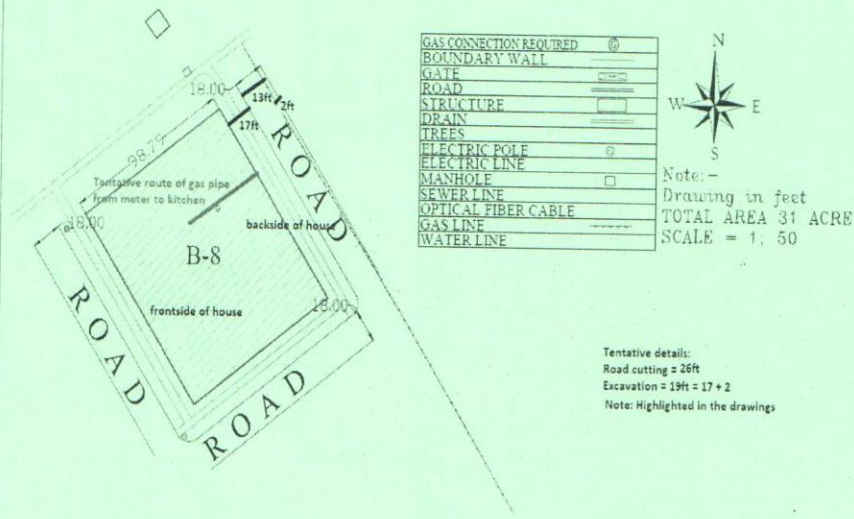 18.00
13ft 2ft
17ft
98.79
Tentative route of gas pipe
from meter to kitchen
18.00
backside of house
B-8
frontside of house
18.00
ROAD
ROAD
ROAD
GAS CONNECTION REQUIRED
BOUNDARY WALL
GATE
ROAD
STRUCTURE
DRAIN
TREES
ELECTRIC POLE
ELECTRIC LINE
MANHOLE
SEWER LINE
OPTICAL FIBER CABLE
GAS LINE
WATER LINE
N
W E
S
Note:-
Drawing in feet
TOTAL AREA 31 ACRE
SCALE = 1: 50
Tentative details:
Road cutting = 26ft
Excavation = 19ft = 17 + 2
Note: Highlighted in the drawings